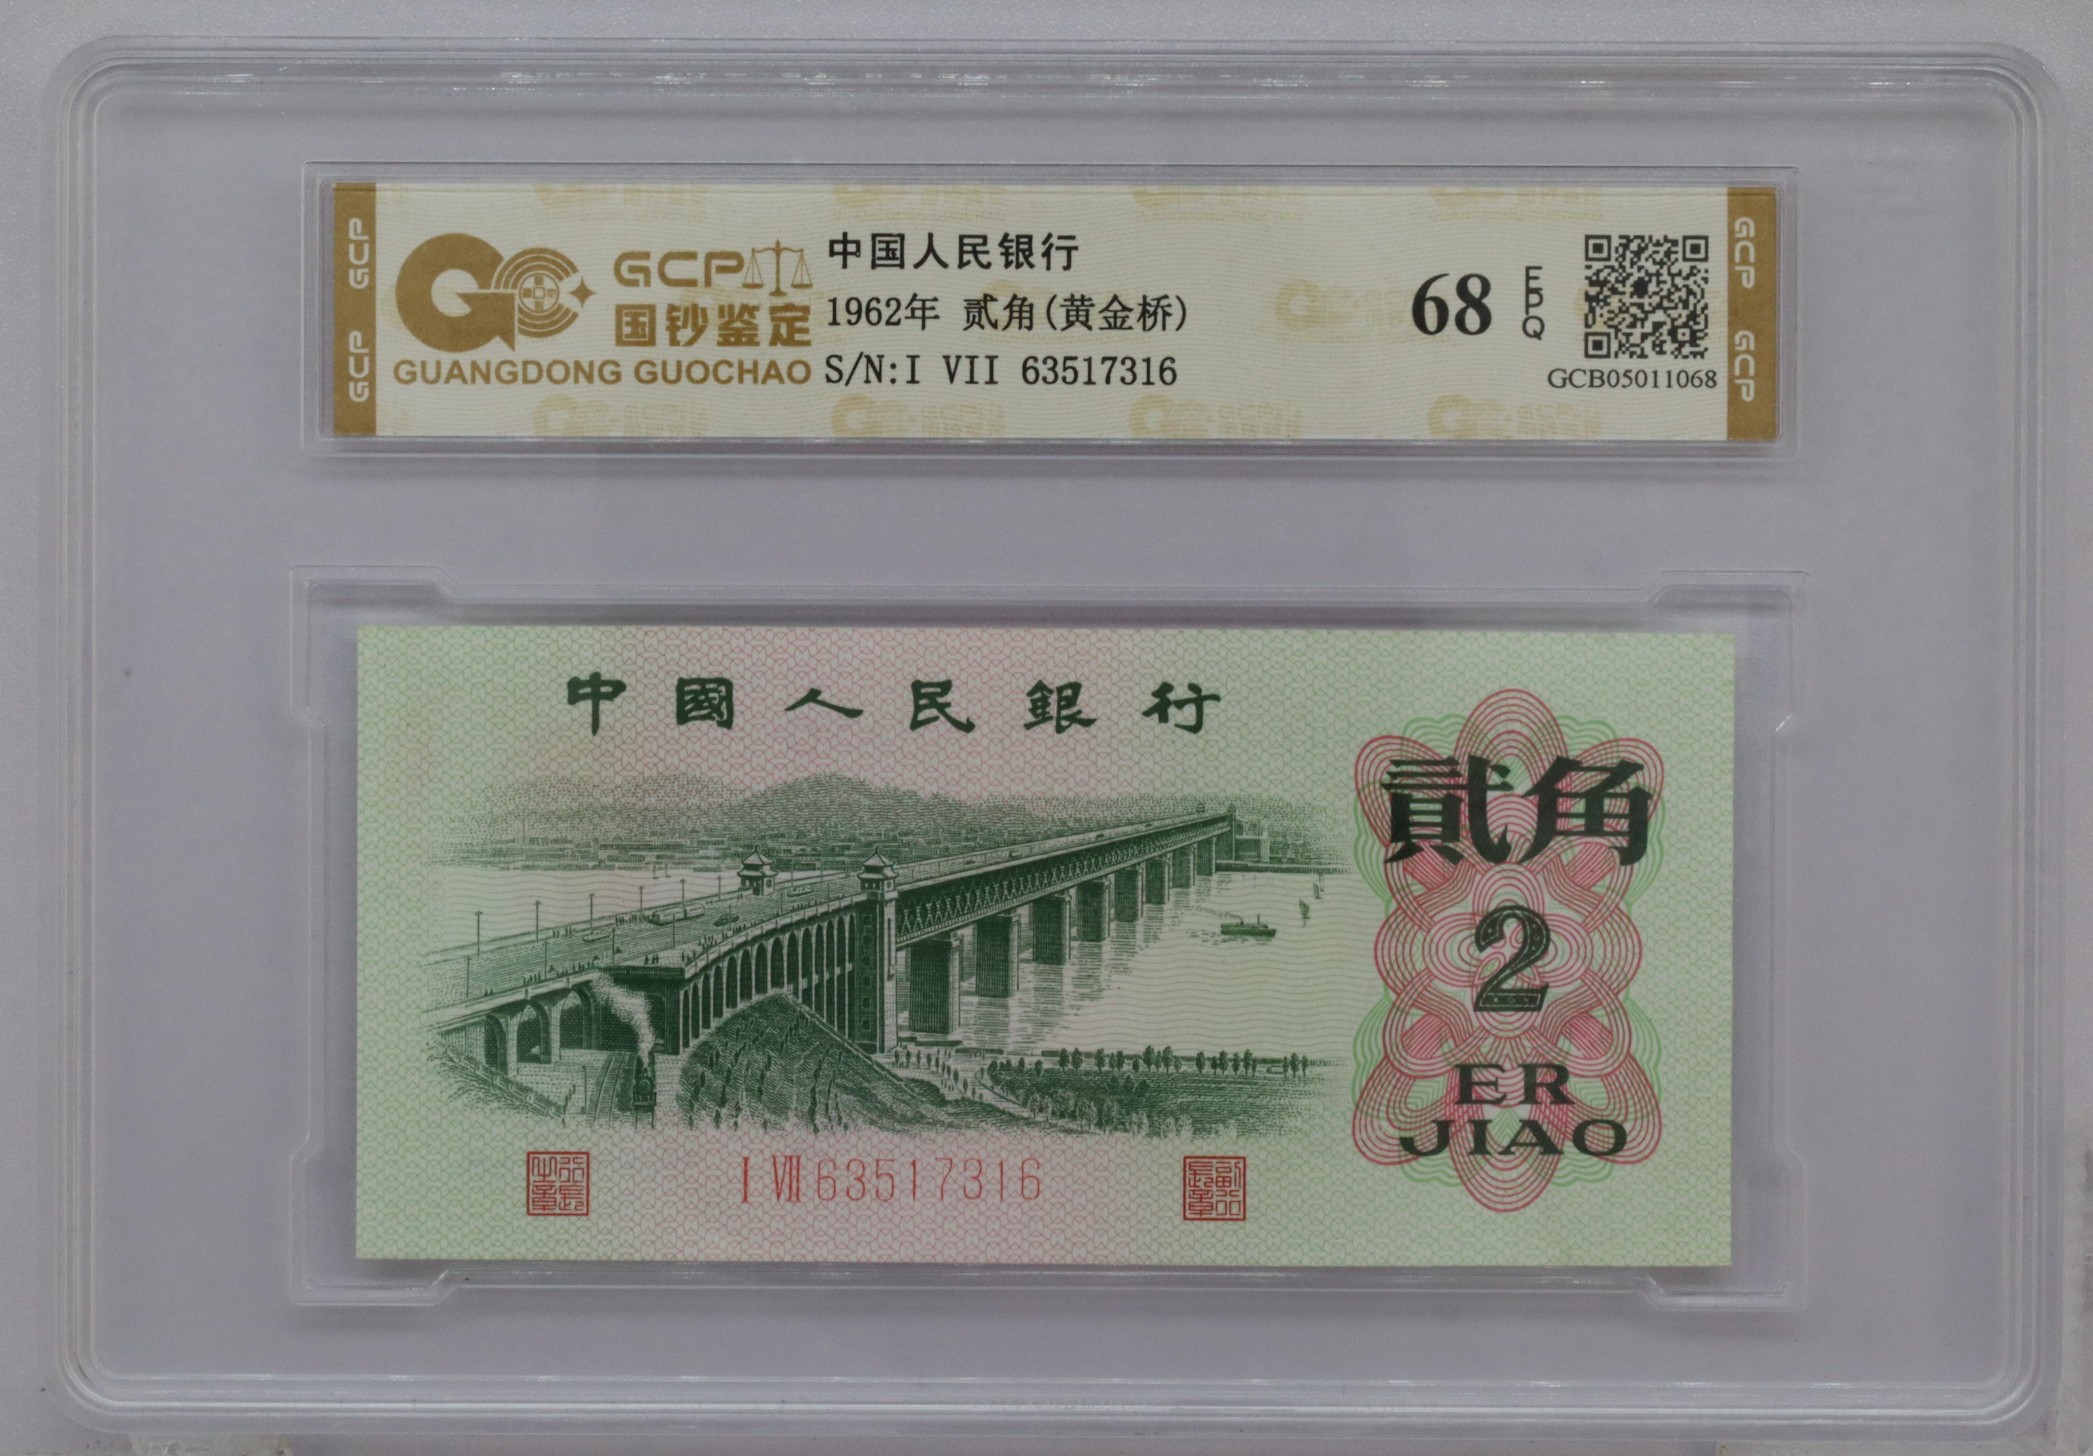 GCP
GCP
GCP
国钞鉴定
GUANGDONG GUOCHAO
中国人民银行
1962年 贰角(黄金桥)
S/N:I VII 63517316
68
EPQ
GCB05011068
GCP
GCP
中國人民銀行
貳角
2
ER
JIAO
I VII 63517316